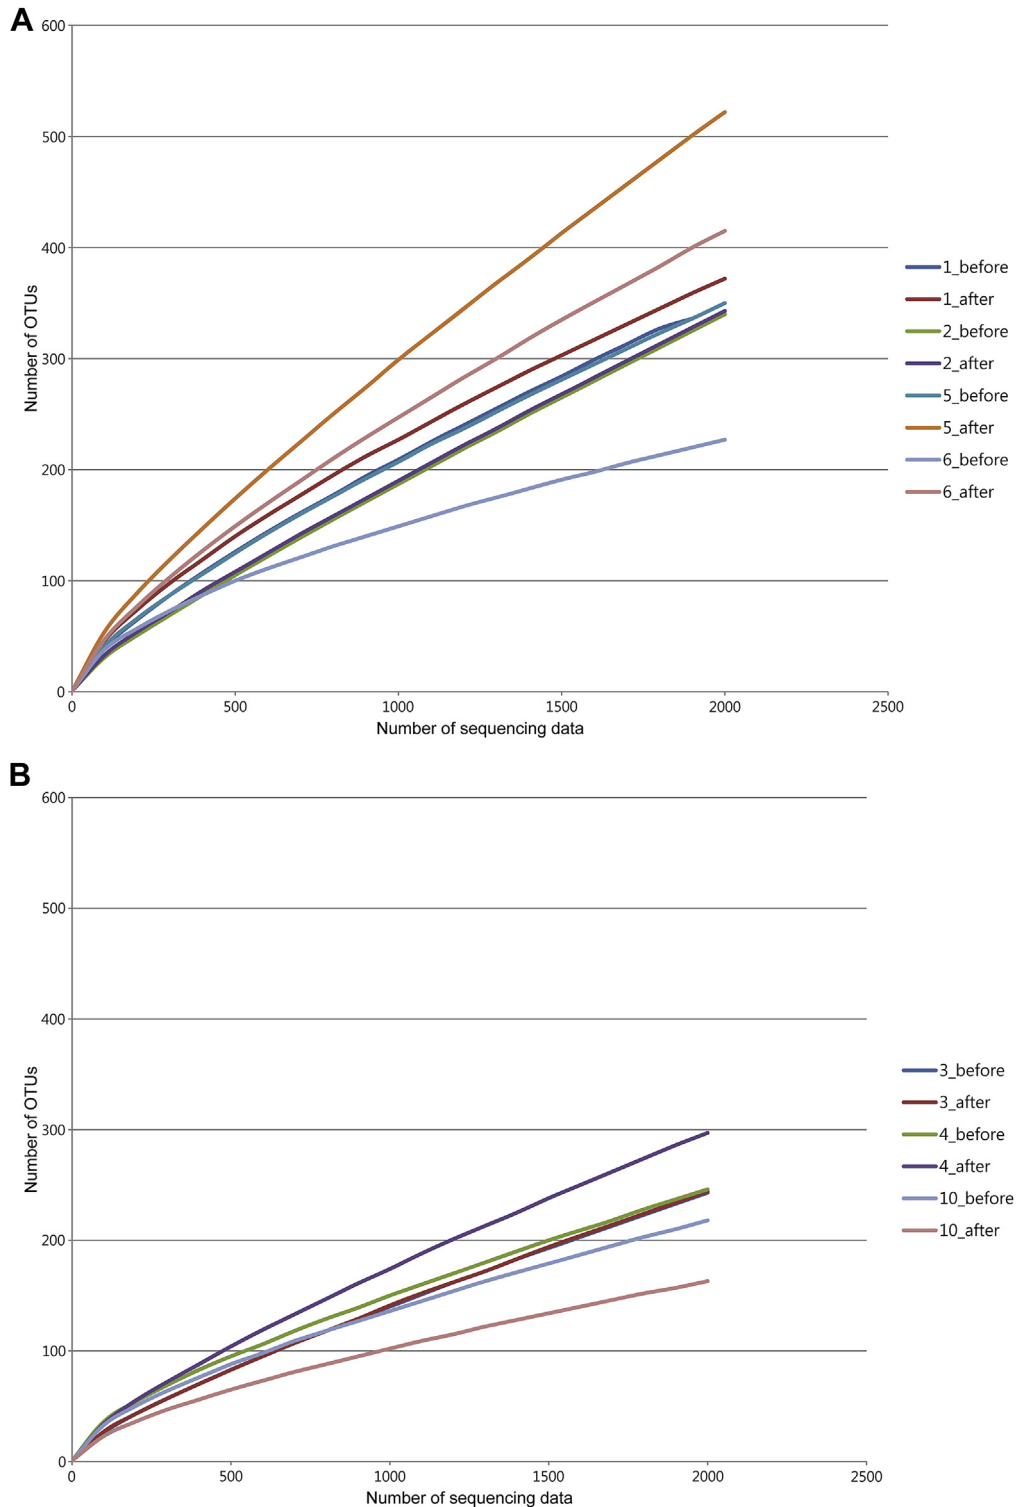 A
600
500
400
300
200
100
0
Number of OTUs
0 500 1000 1500 2000 2500
Number of sequencing data
1_before
1_after
2_before
2_after
5_before
5_after
6_before
6_after
B
600
500
400
300
200
100
0
Number of OTUs
0 500 1000 1500 2000 2500
Number of sequencing data
3_before
3_after
4_before
4_after
10_before
10_after